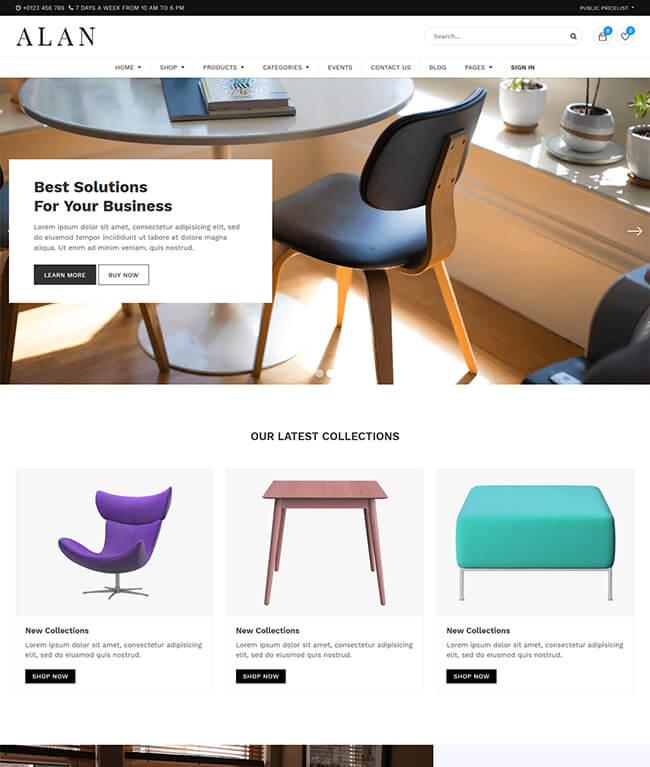 +0123 456 789 7 DAYS A WEEK FROM 10 AM TO 6 PM PUBLIC PRICELIST
ALAN
Search...
0 0
HOME SHOP PRODUCTS CATEGORIES EVENTS CONTACT US BLOG PAGES SIGN IN
Best Solutions
For Your Business
Lorem ipsum dolor sit amet, consectetur adipisicing elit, sed
do eiusmod tempor incididunt ut labore et dolore magna
aliqua. Ut enim ad minim veniam, quis nostrud.
LEARN MORE BUY NOW
OUR LATEST COLLECTIONS
New Collections
Lorem ipsum dolor sit amet, consectetur adipisicing
elit, sed do eiusmod quis nostrud.
SHOP NOW
New Collections
Lorem ipsum dolor sit amet, consectetur adipisicing
elit, sed do eiusmod quis nostrud.
SHOP NOW
New Collections
Lorem ipsum dolor sit amet, consectetur adipisicing
elit, sed do eiusmod quis nostrud.
SHOP NOW